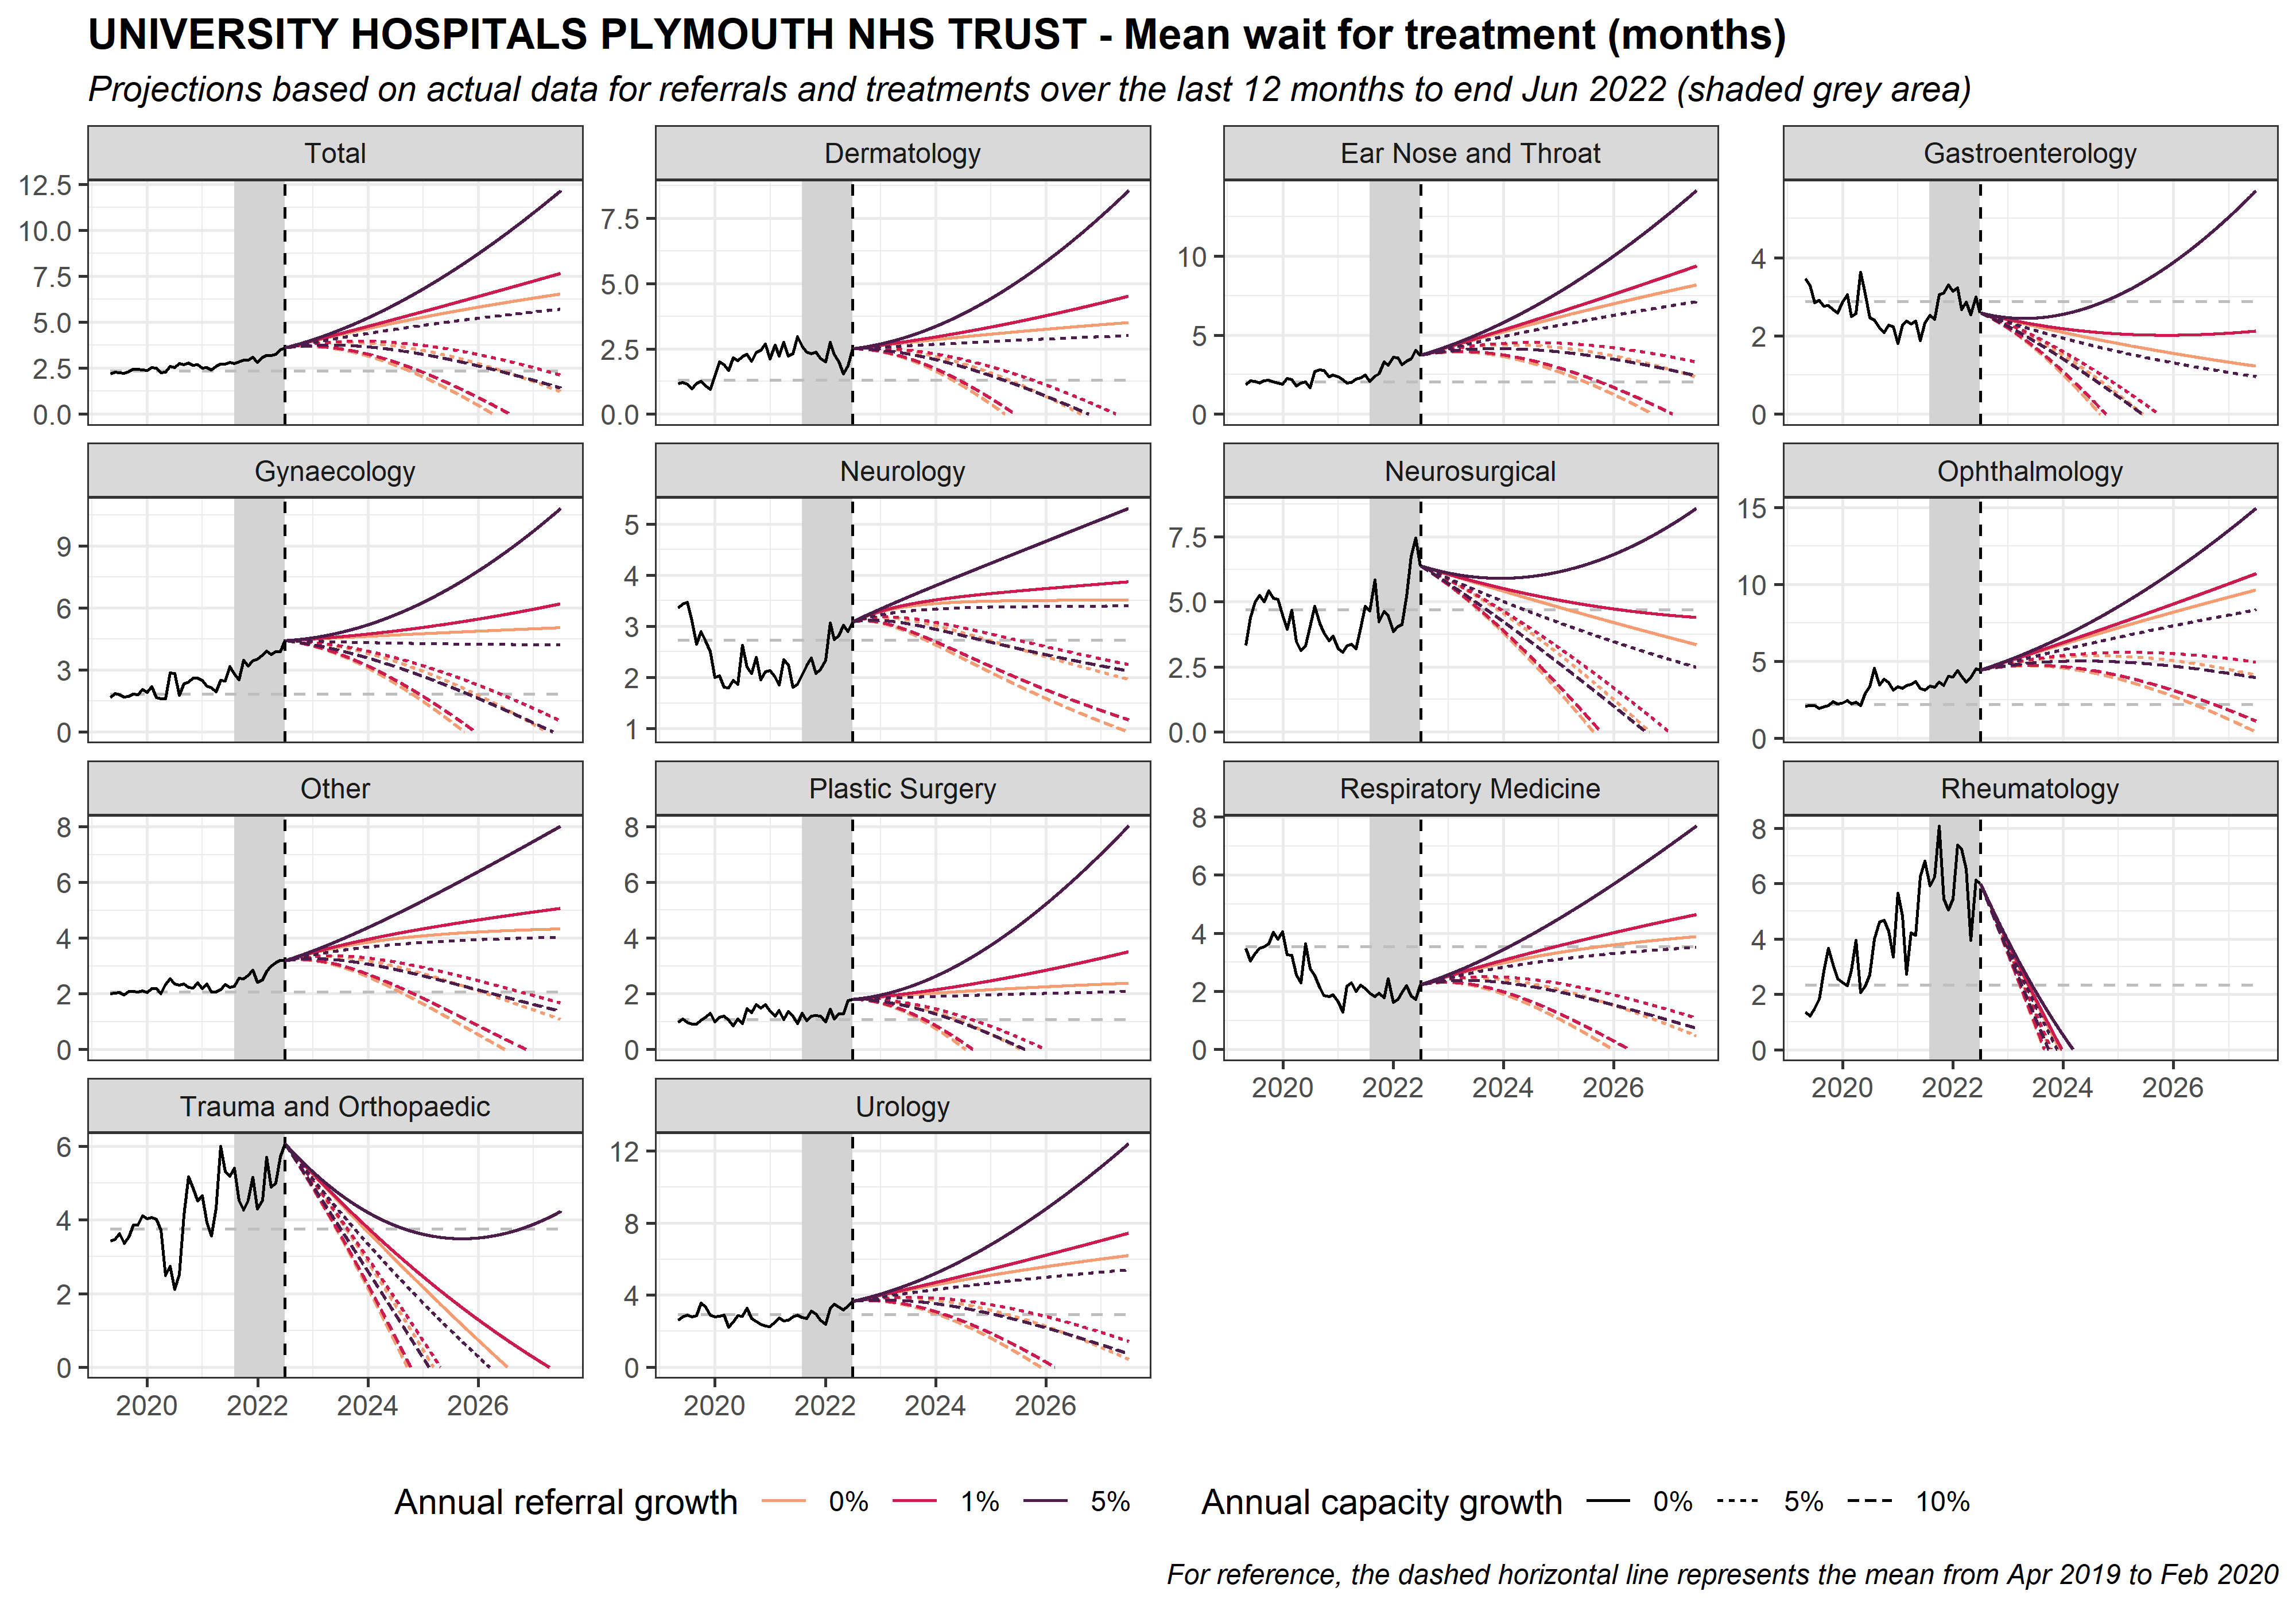 UNIVERSITY HOSPITALS PLYMOUTH NHS TRUST - Mean wait for treatment (months)
Projections based on actual data for referrals and treatments over the last 12 months to end Jun 2022 (shaded grey area)
Total
12.5
10.0
7.5
5.0
2.5
0.0
Dermatology
7.5
5.0
2.5
0.0
Ear Nose and Throat
10
5
0
Gastroenterology
4
2
0
Gynaecology
9
6
3
0
Neurology
5
4
3
2
1
Neurosurgical
7.5
5.0
2.5
0.0
Ophthalmology
15
10
5
0
Other
8
6
4
2
0
Plastic Surgery
8
6
4
2
0
Respiratory Medicine
8
6
4
2
0
2020 2022 2024 2026
Rheumatology
8
6
4
2
0
2020 2022 2024 2026
Trauma and Orthopaedic
6
4
2
0
2020 2022 2024 2026
Urology
12
8
4
0
2020 2022 2024 2026
Annual referral growth 0% 1% 5% Annual capacity growth 0% 5% 10%
For reference, the dashed horizontal line represents the mean from Apr 2019 to Feb 2020